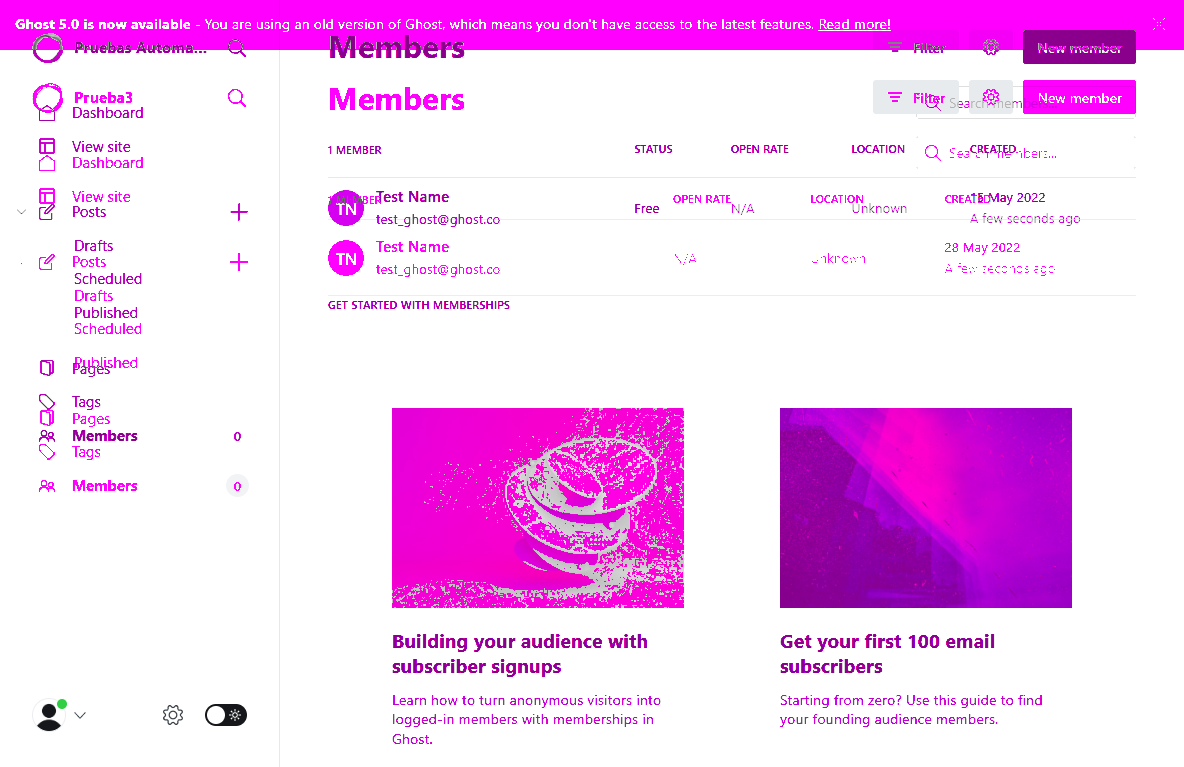 Ghost 5.0 is now available - You are using an old version of Ghost, which means you don't have access to the latest features. Read more!
Pruebas Automa...
Members
Filter
New member
Prueba3
Members
Filter
New member
Search members...
Dashboard
View site
Dashboard
View site
Posts
Drafts
Posts
Scheduled
Drafts
Published
Scheduled
Published
Pages
Tags
Pages
Members 0
Tags
Members 0
1 MEMBER STATUS OPEN RATE LOCATION CREATED
Search members...
Test Name
test_ghost@ghost.co
TN
Free
N/A
Unknown
15 May 2022
A few seconds ago
1 MEMBER OPEN RATE LOCATION CREATED
Test Name
test_ghost@ghost.co
TN
N/A
Unknown
28 May 2022
A few seconds ago
GET STARTED WITH MEMBERSHIPS
Building your audience with
subscriber signups
Learn how to turn anonymous visitors into
logged-in members with memberships in
Ghost.
Get your first 100 email
subscribers
Starting from zero? Use this guide to find
your founding audience members.